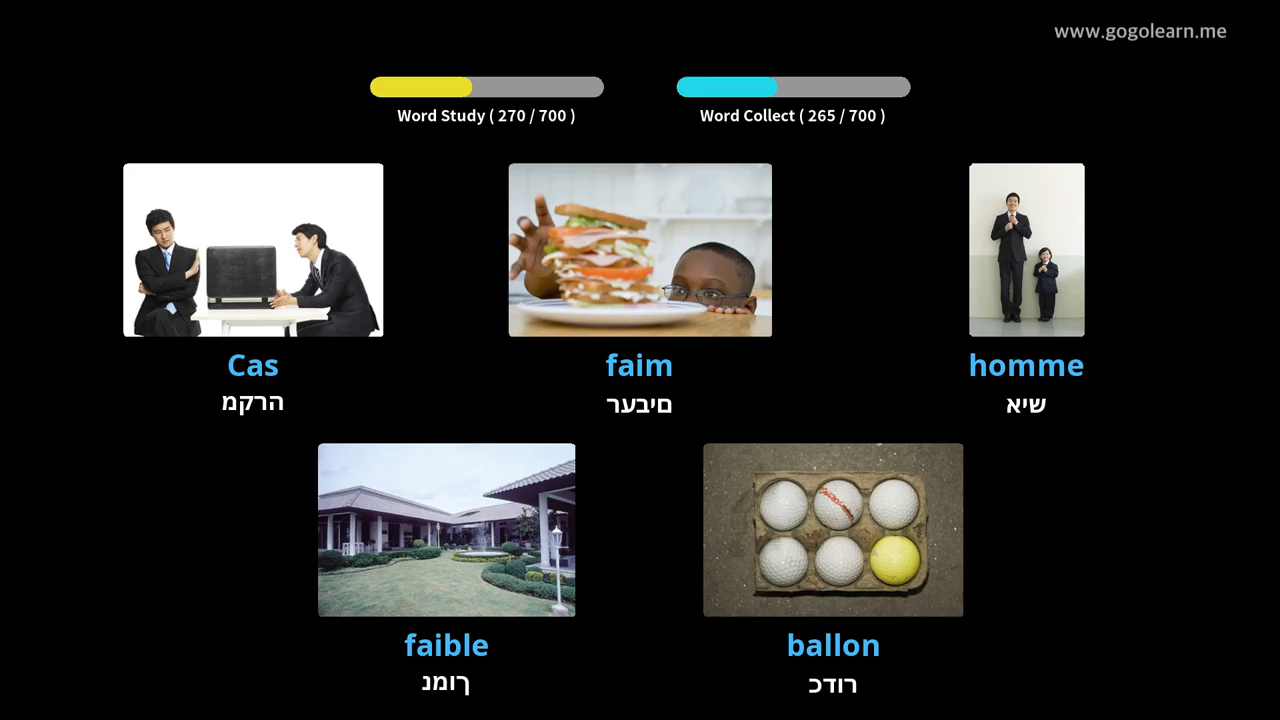 www.gogolearn.me
Word Study ( 270 / 700 )
Word Collect ( 265 / 700 )
Cas
הרקמ
faim
םיבער
homme
שיא
faible
ךומנ
ballon
רודכ